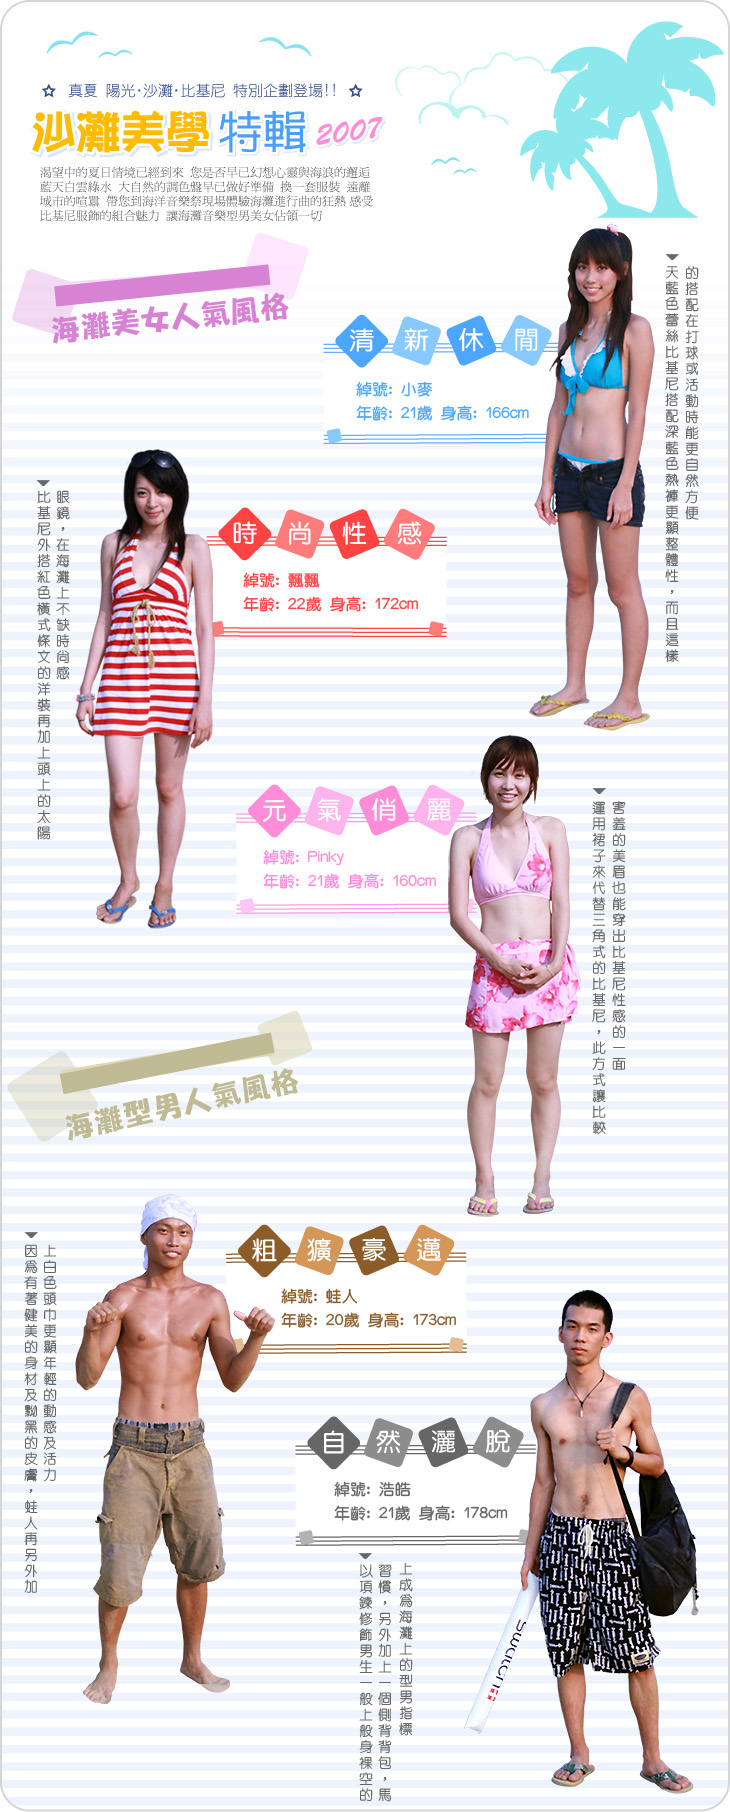 ☆ 真夏 陽光‧沙灘‧比基尼 特別企劃登場!! ☆
沙灘美學 特輯 2007
渴望中的夏日情境已經到來 您是否早已幻想心靈與海浪的邂逅
藍天白雲綠水 大自然的調色盤早已做好準備 換一套服裝 遠離
城市的喧囂 帶您到海洋音樂祭現場體驗海灘進行曲的狂熱 感受
比基尼服飾的組合魅力 讓海灘音樂型男美女佔領一切
海灘美女人氣風格
清新休閒
綽號: 小麥
年齡: 21歲 身高: 166cm
天藍色蕾絲比基尼搭配深藍色熱褲更顯整體性，而且這樣
的搭配在打球或活動時能更自然方便
時尚性感
綽號: 飄飄
年齡: 22歲 身高: 172cm
比基尼外搭紅色橫式條文的洋裝再加上頭上的太陽
眼鏡，在海灘上不缺時尚感
元氣俏麗
綽號: Pinky
年齡: 21歲 身高: 160cm
運用裙子來代替三角式的比基尼，此方式讓比較
害羞的美眉也能穿出比基尼性感的一面
海灘型男人氣風格
粗獷豪邁
綽號: 蛙人
年齡: 20歲 身高: 173cm
因為有著健美的身材及黝黑的皮膚，蛙人再另外加
上白色頭巾更顯年輕的動感及活力
自然灑脫
綽號: 浩皓
年齡: 21歲 身高: 178cm
以項鍊修飾男生一般上般身裸空的
習慣，另外加上一個側背背包，馬
上成為海灘上的型男指標
swatch